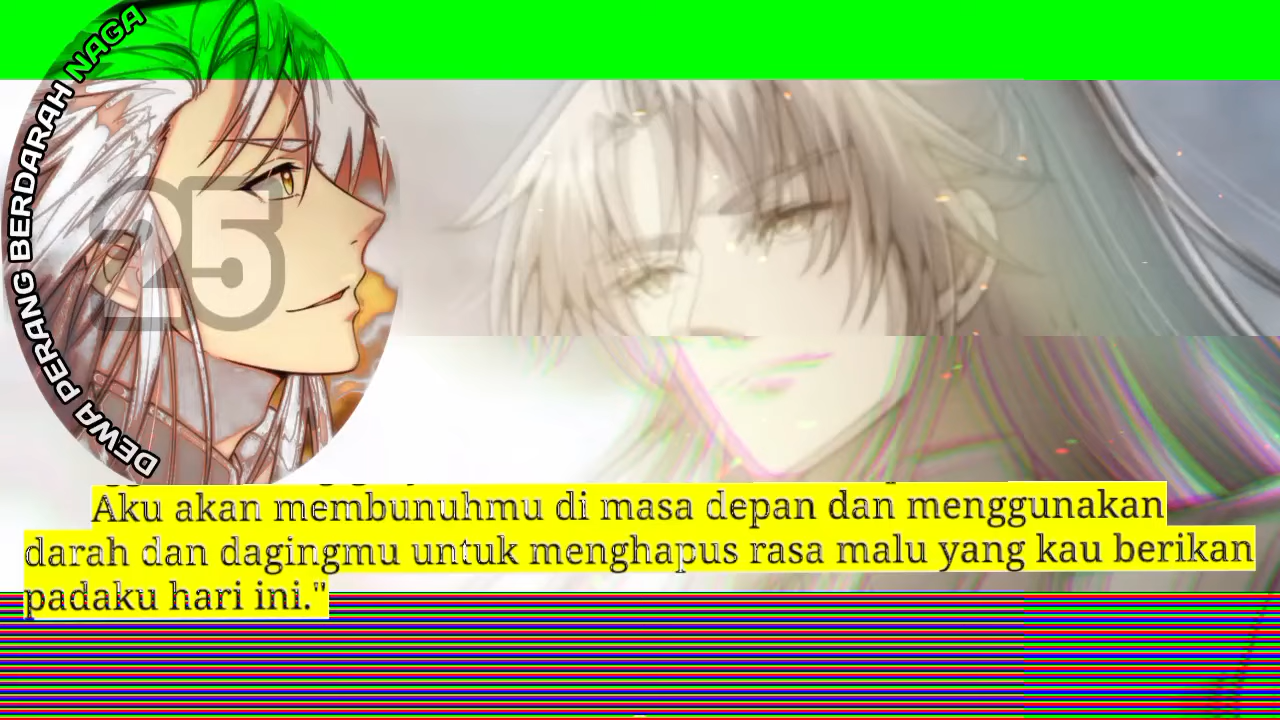 DEWA PERANG BERDARAH NAGA
25
Aku akan membunuhmu di masa depan dan menggunakan
darah dan dagingmu untuk menghapus rasa malu yang kau berikan
padaku hari ini."